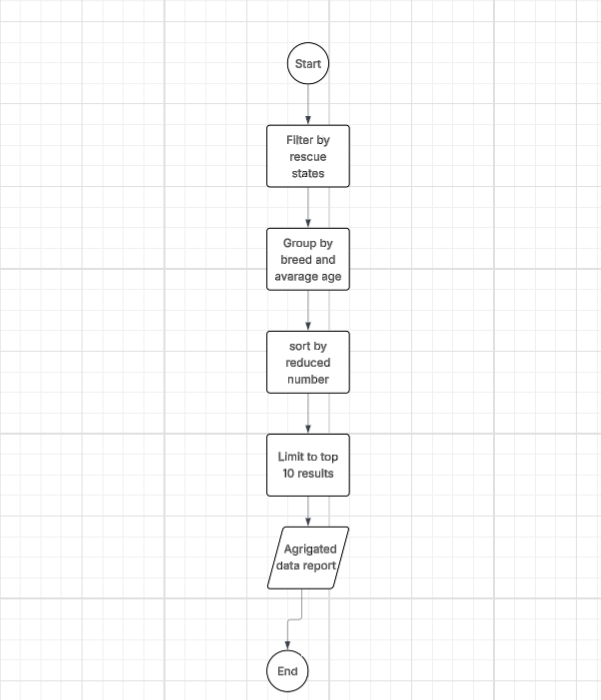 Start
Filter by
rescue
states
Group by
breed and
avarage age
sort by
reduced
number
Limit to top
10 results
Agrigated
data report
End